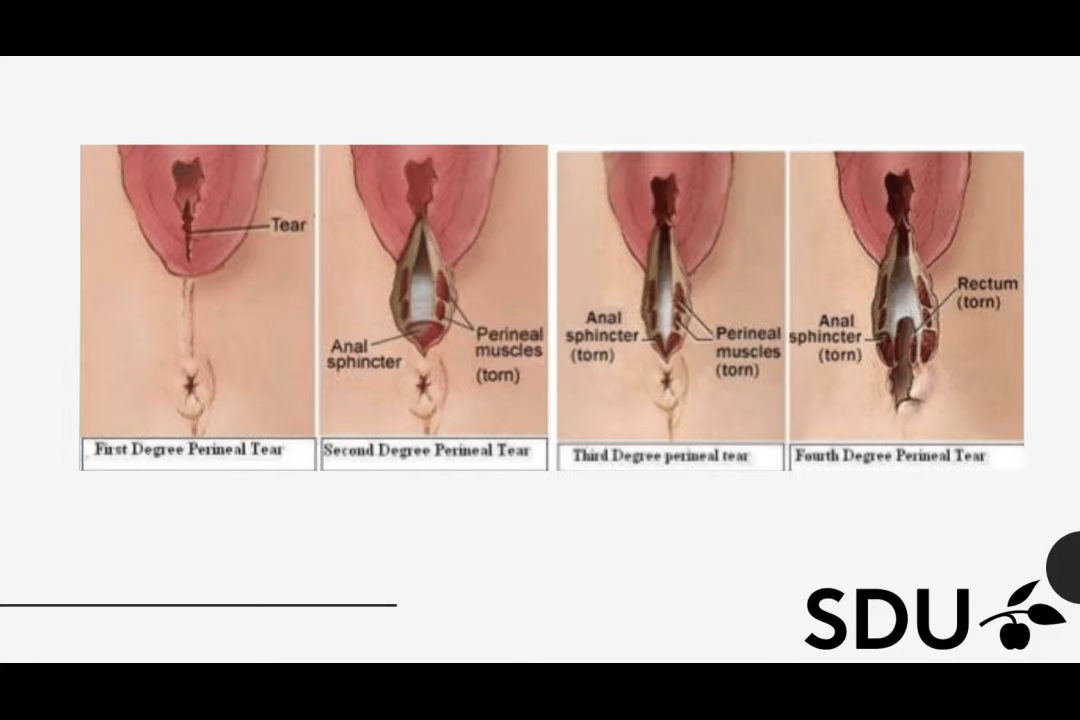 Tear
First Degree Perineal Tear
Anal
sphincter
Perineal
muscles
(torn)
Second Degree Perineal Tear
Anal
sphincter
(torn)
Perineal
muscles
(torn)
Third Degree perineal tear
Anal
sphincter
(torn)
Rectum
(torn)
Fourth Degree Perineal Tear
SDU